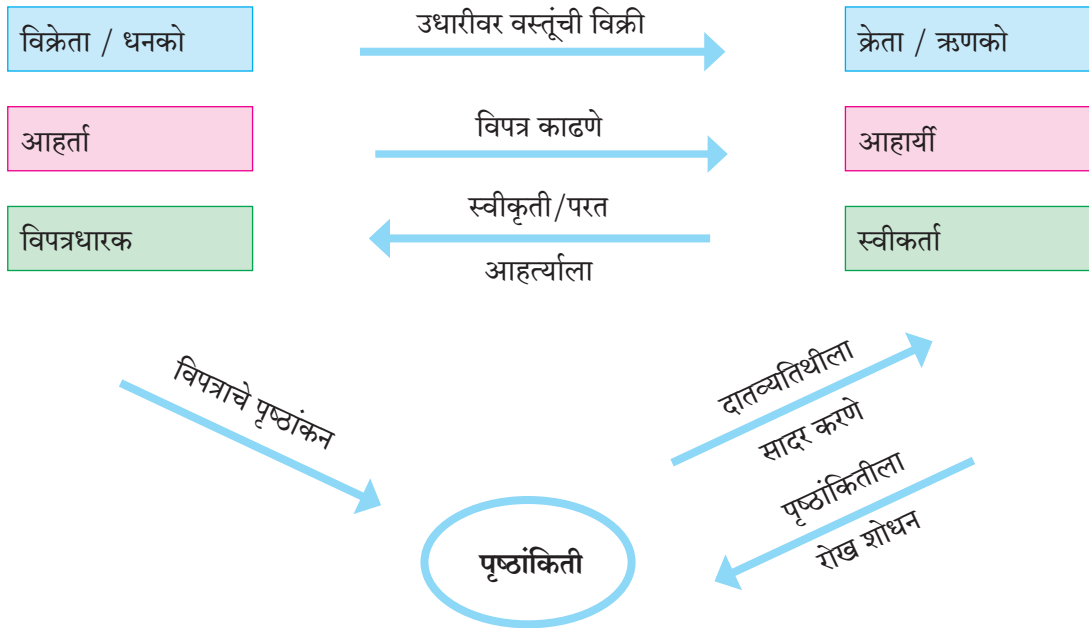 उधारीवर वस्तूंची विक्री
विक्रेता / धनको
क्रेता / ऋणको
विपत्र काढणे
आहर्ता
आहार्यी
स्वीकृती/परत
विपत्रधारक
स्वीकर्ता
आहर्त्याला
विपत्राचे पृष्ठांकन
दातव्यतिथीला
सादर करणे
पृष्ठांकितीला
रोख शोधन
पृष्ठांकिती